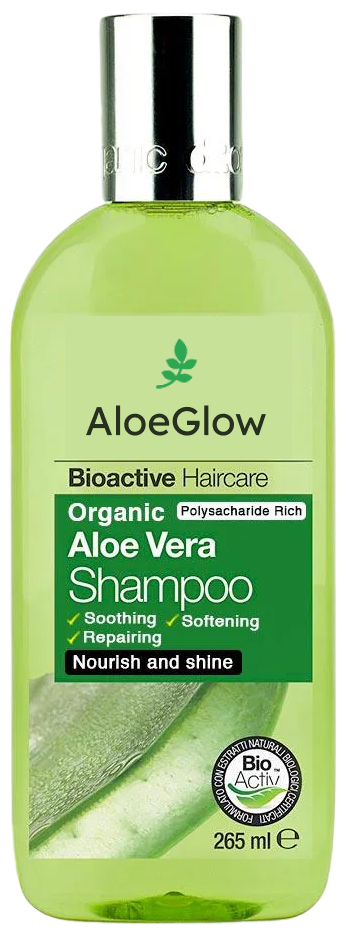 AloeGlow
Bioactive Haircare
Organic Polysacharide Rich
Aloe Vera
Shampoo
✓ Soothing ✓ Softening
✓ Repairing
Nourish and shine
FORMULATO CON ESTRATTI NATURALI BIOLOGICI CERTIFICATI
Bio
Activ™
265 ml ℮